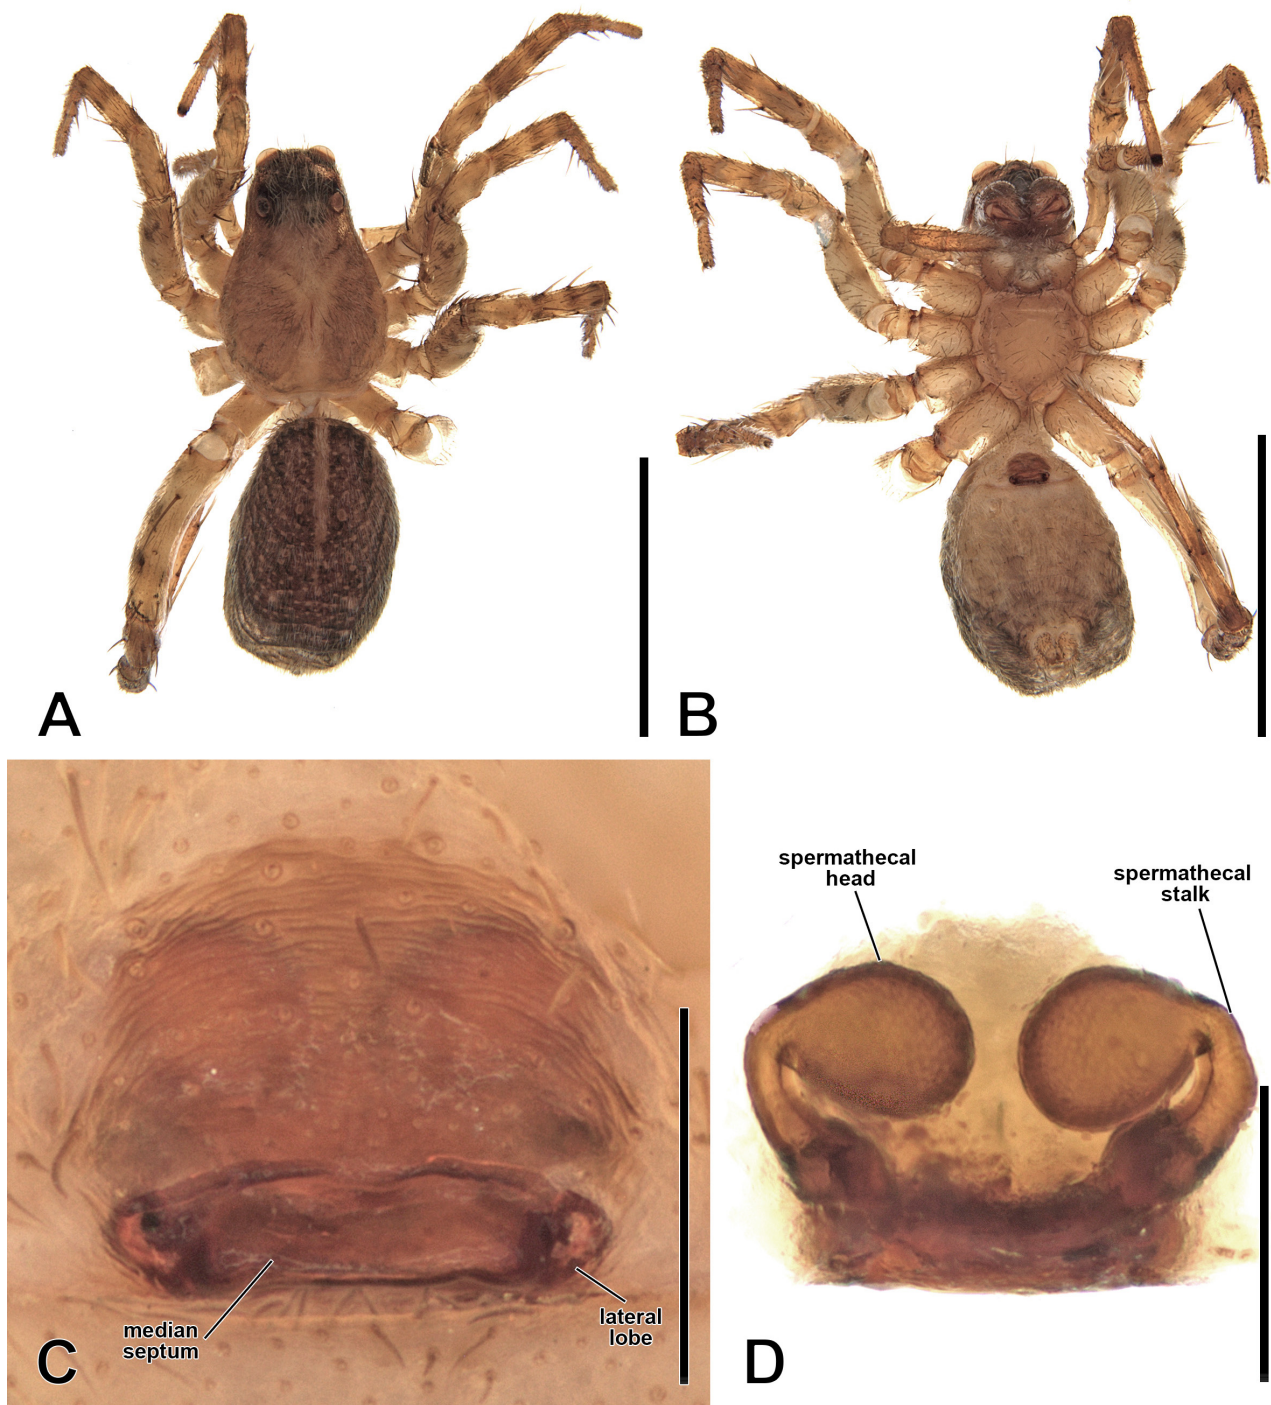 A
B
spermathecal
head
spermathecal
stalk
median
septum
lateral
lobe
C
D